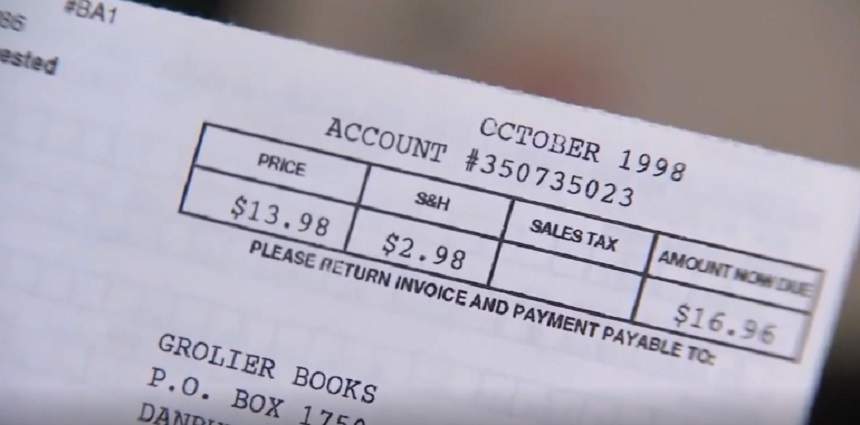 #BA1
ested
OCTOBER 1998
ACCOUNT #350735023
PRICE S&H SALES TAX AMOUNT NOW DUE
$13.98 $2.98 $16.96
PLEASE RETURN INVOICE AND PAYMENT PAYABLE TO:
GROLIER BOOKS
P.O. BOX